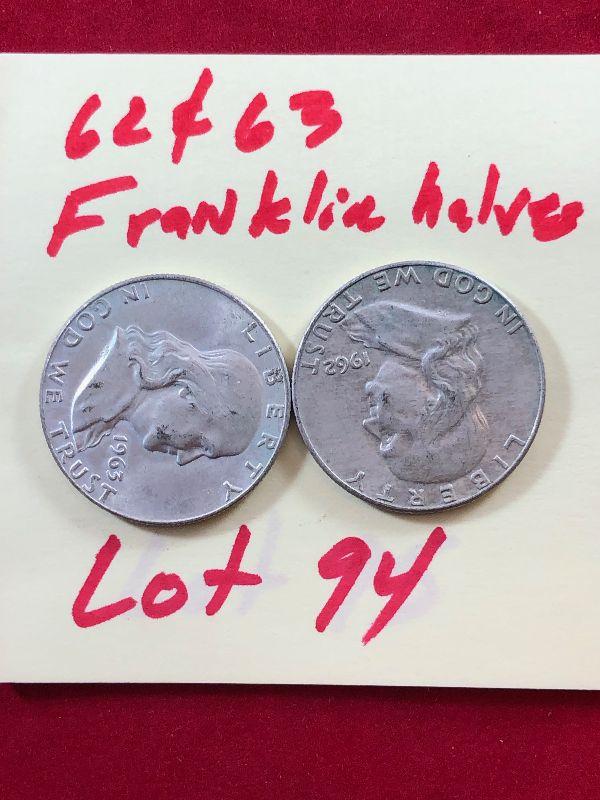 62 & 63
Franklin halves
IN GOD WE TRUST
LIBERTY
1963
IN GOD WE TRUST
LIBERTY
1962
Lot 94